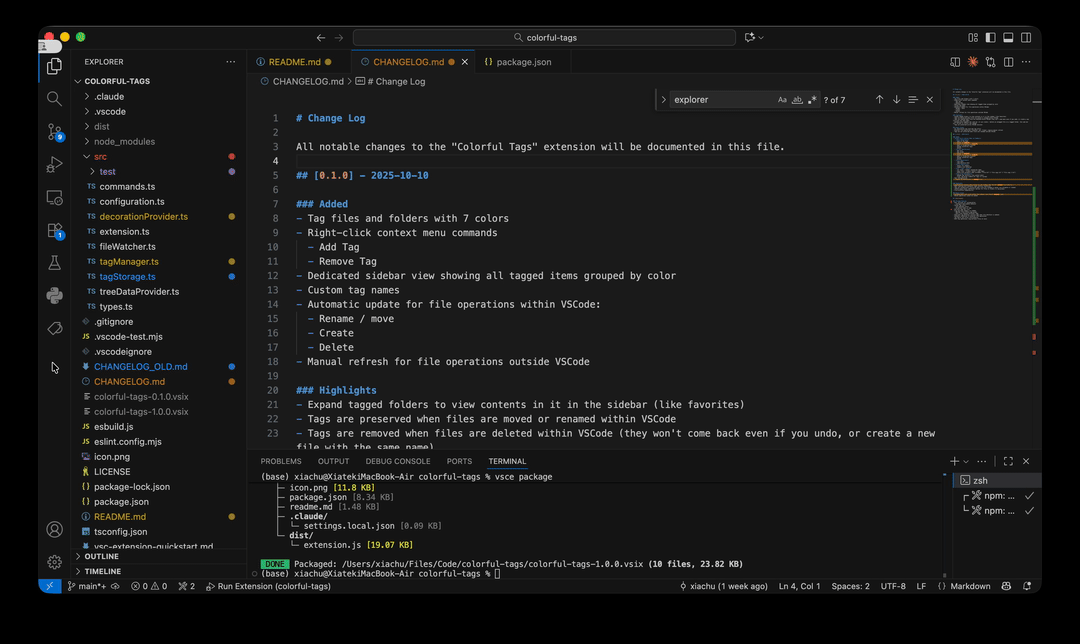 colorful-tags
EXPLORER
README.md
CHANGELOG.md
{} package.json
COLORFUL-TAGS
CHANGELOG.md > # Change Log
.claude
.vscode
dist
node_modules
src
test
TS commands.ts
TS configuration.ts
TS decorationProvider.ts
TS extension.ts
TS fileWatcher.ts
TS tagManager.ts
TS tagStorage.ts
TS treeDataProvider.ts
TS types.ts
.gitignore
JS .vscode-test.mjs
.vscodeignore
CHANGELOG_OLD.md
CHANGELOG.md
colorful-tags-0.1.0.vsix
colorful-tags-1.0.0.vsix
JS esbuild.js
JS eslint.config.mjs
icon.png
LICENSE
{} package-lock.json
{} package.json
README.md
tsconfig.json
vsc-extension-quickstart.md
OUTLINE
TIMELINE
9
1
explorer Aa ab .* ? of 7
1 # Change Log
2
3 All notable changes to the "Colorful Tags" extension will be documented in this file.
4
5 ## [0.1.0] - 2025-10-10
6
7 ### Added
8 - Tag files and folders with 7 colors
9 - Right-click context menu commands
10 - Add Tag
11 - Remove Tag
12 - Dedicated sidebar view showing all tagged items grouped by color
13 - Custom tag names
14 - Automatic update for file operations within VSCode:
15 - Rename / move
16 - Create
17 - Delete
18 - Manual refresh for file operations outside VSCode
19
20 ### Highlights
21 - Expand tagged folders to view contents in it in the sidebar (like favorites)
22 - Tags are preserved when files are moved or renamed within VSCode
23 - Tags are removed when files are deleted within VSCode (they won't come back even if you undo, or create a new
file with the same name)
PROBLEMS OUTPUT DEBUG CONSOLE PORTS TERMINAL
(base) xiachu@XiatekiMacBook-Air colorful-tags % vsce package
├─ icon.png [11.8 KB]
├─ package.json [8.34 KB]
├─ readme.md [1.48 KB]
├─ .claude/
│ └─ settings.local.json [0.09 KB]
└─ dist/
└─ extension.js [19.07 KB]
DONE Packaged: /Users/xiachu/Files/Code/colorful-tags/colorful-tags-1.0.0.vsix (10 files, 23.82 KB)
(base) xiachu@XiatekiMacBook-Air colorful-tags %
zsh
npm: ...
npm: ...
main*+ 0 0 2 Run Extension (colorful-tags) xiachu (1 week ago) Ln 4, Col 1 Spaces: 2 UTF-8 LF {} Markdown